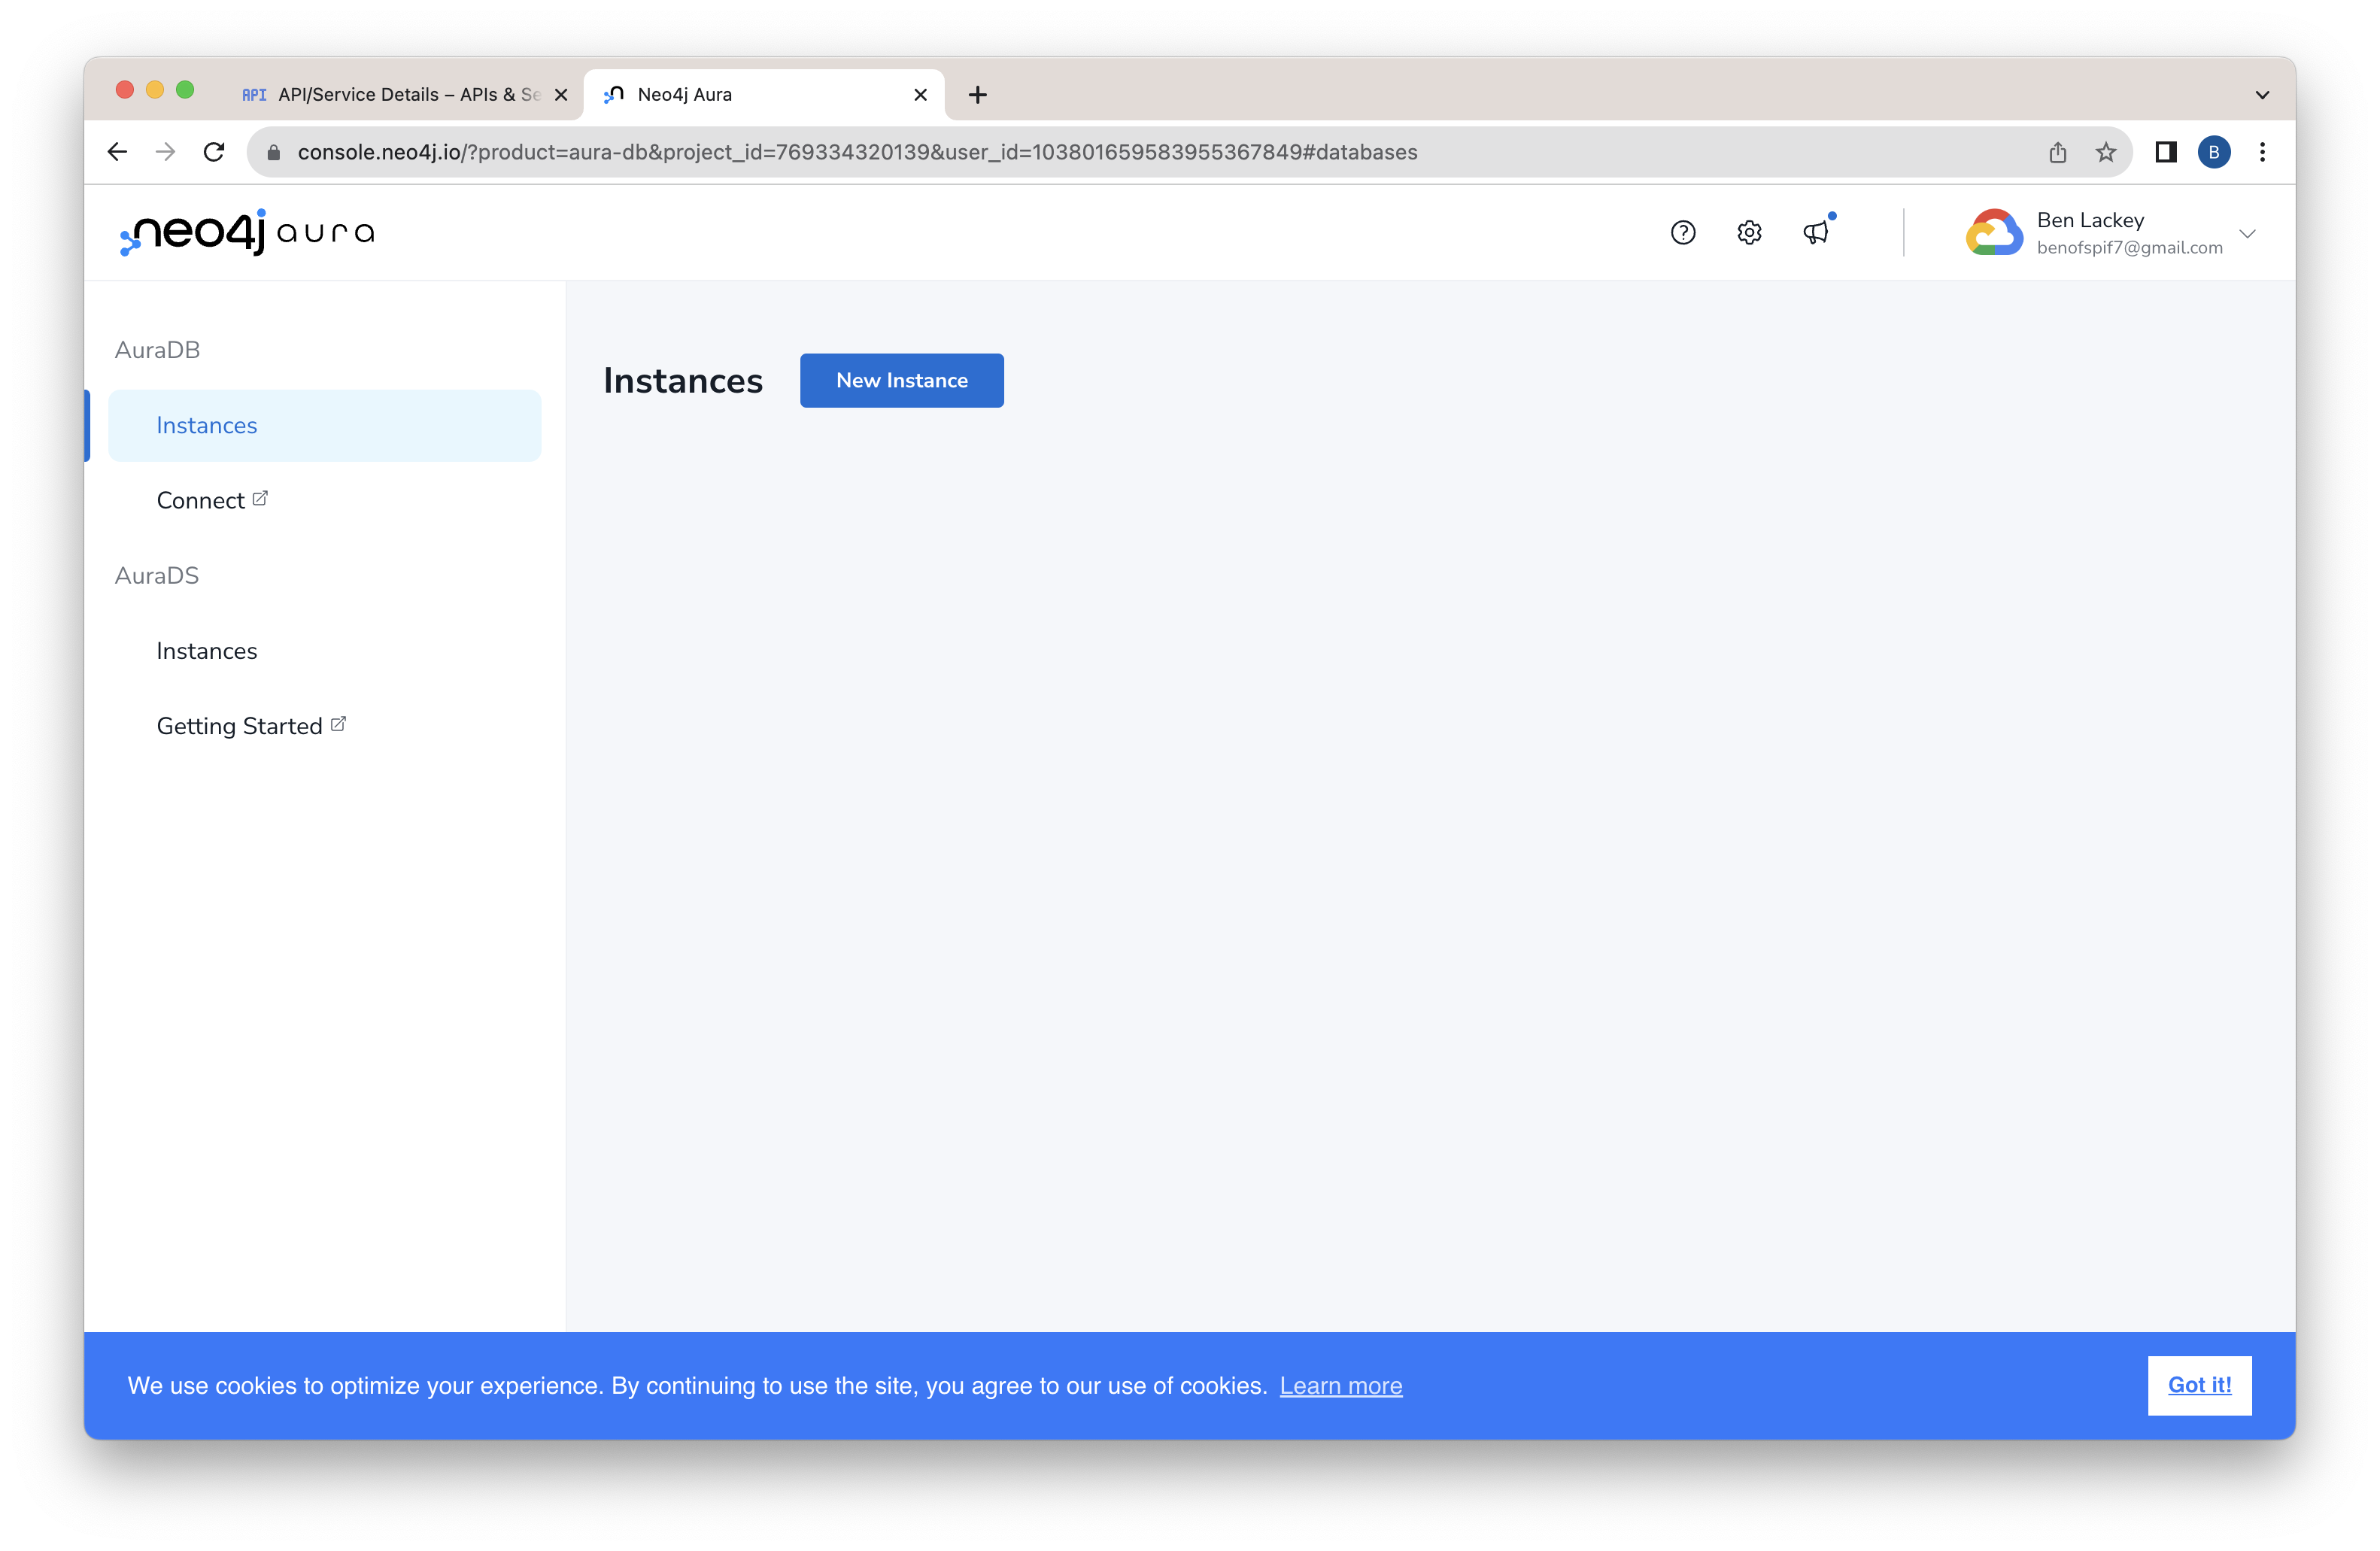 API API/Service Details – APIs & Se
Neo4j Aura
console.neo4j.io/?product=aura-db&project_id=769334320139&user_id=103801659583955367849#databases
B
neo4j aura
Ben Lackey
benofspif7@gmail.com
AuraDB
Instances
Connect
AuraDS
Instances
Getting Started
Instances
New Instance
We use cookies to optimize your experience. By continuing to use the site, you agree to our use of cookies. Learn more
Got it!